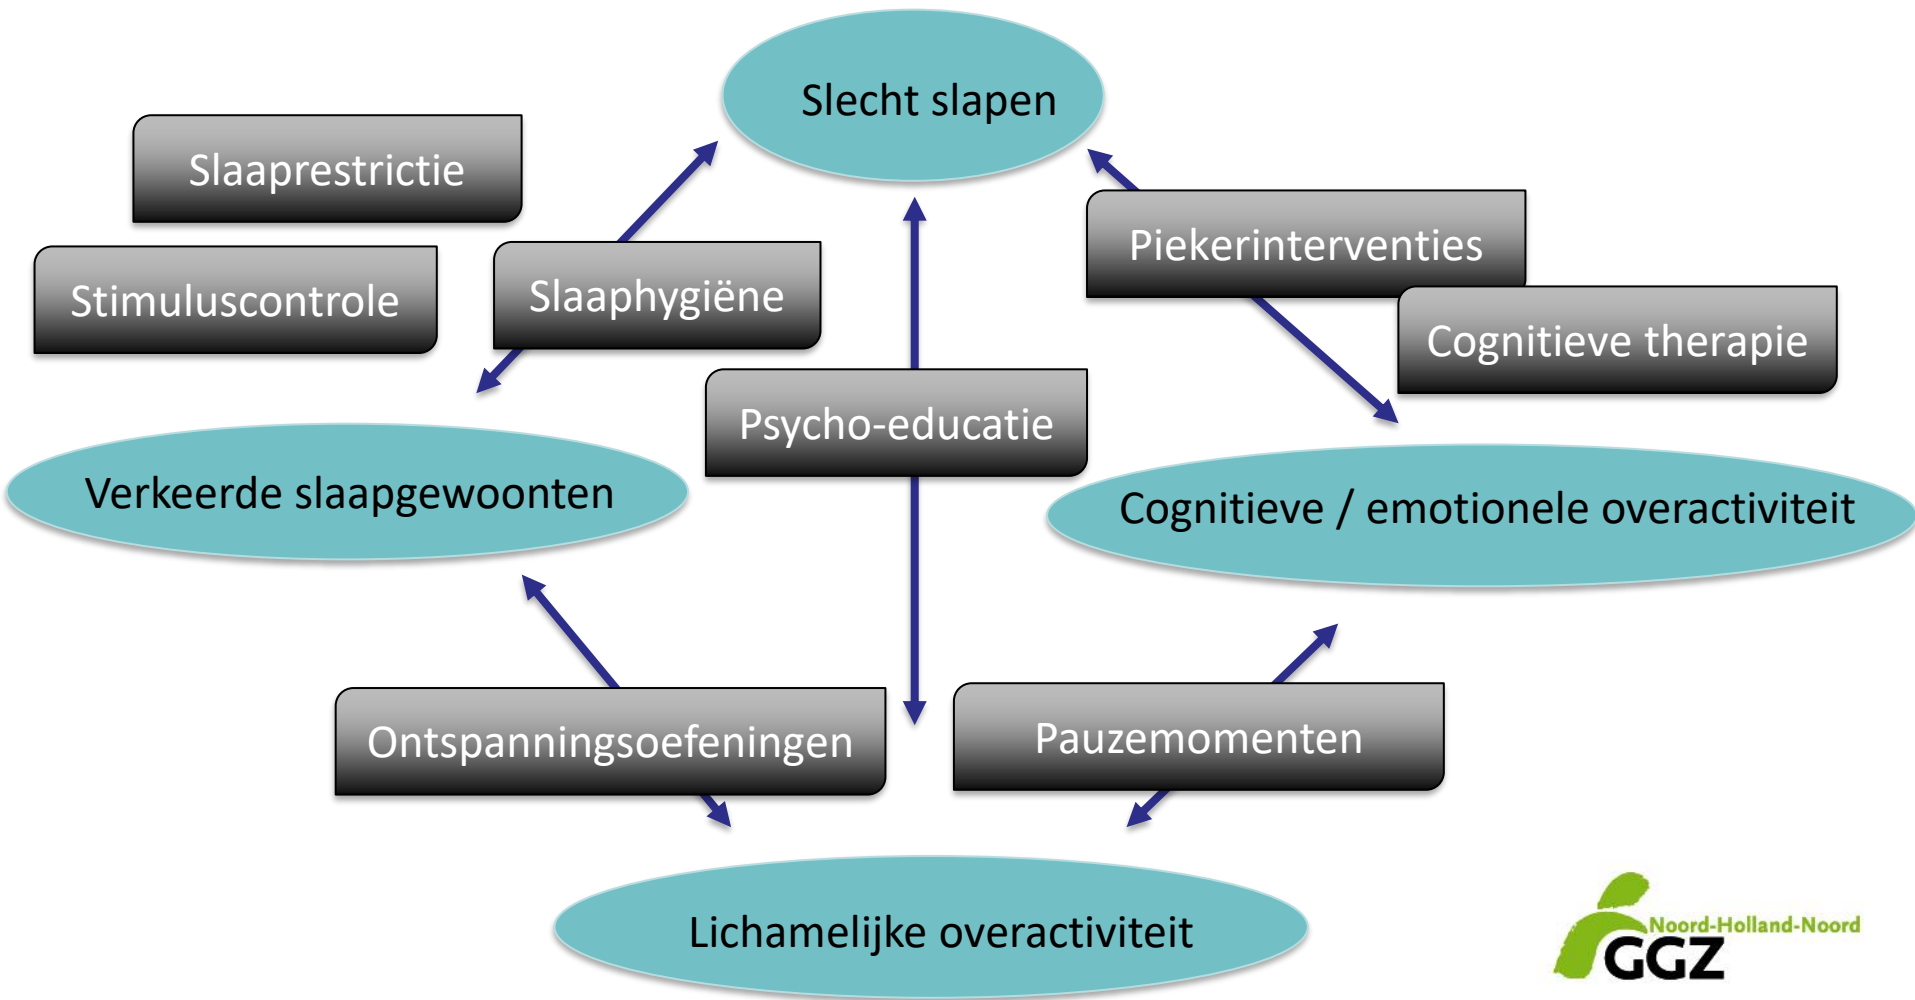 Slecht slapen
Slaaprestrictie
Piekerinterventies
Stimuluscontrole
Slaaphygiëne
Cognitieve therapie
Psycho-educatie
Verkeerde slaapgewoonten
Cognitieve / emotionele overactiviteit
Ontspanningsoefeningen
Pauzemomenten
Lichamelijke overactiviteit
Noord-Holland-Noord
GGZ